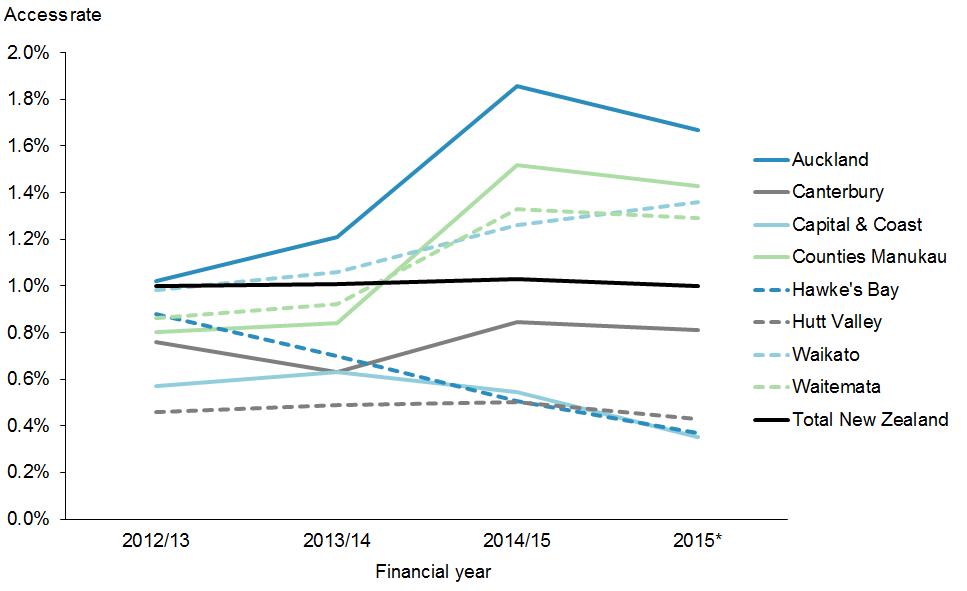 Access rate
2.0%
1.8%
1.6%
1.4%
1.2%
1.0%
0.8%
0.6%
0.4%
0.2%
0.0%
2012/13 2013/14 2014/15 2015*
Financial year
Auckland
Canterbury
Capital & Coast
Counties Manukau
Hawke's Bay
Hutt Valley
Waikato
Waitemata
Total New Zealand